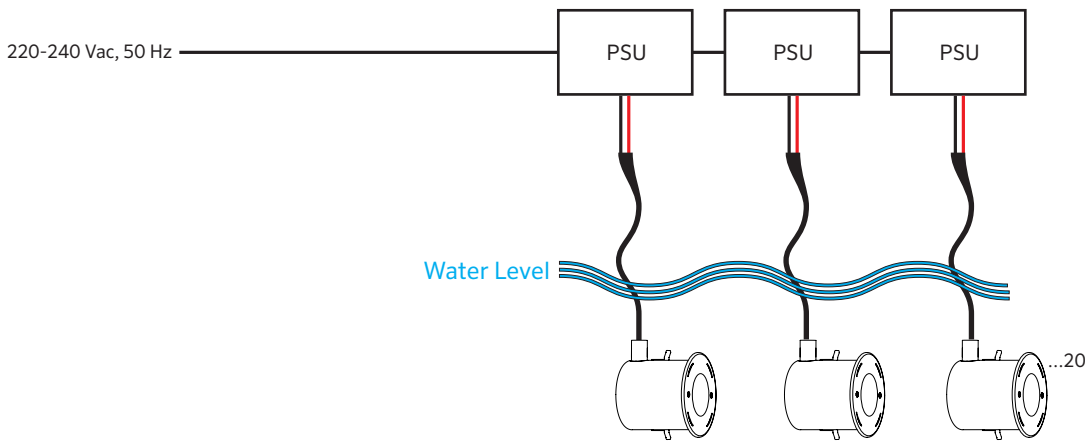 220-240 Vac, 50 Hz
PSU
PSU
PSU
Water Level
...20